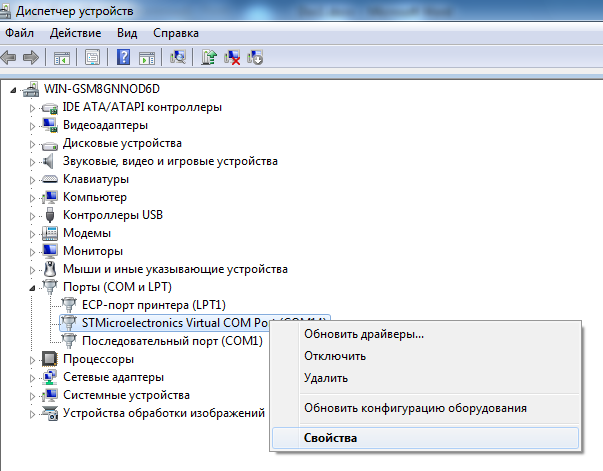 Диспетчер устройств
Файл Действие Вид Справка
WIN-GSM8GNNOD6D
IDE ATA/ATAPI контроллеры
Видеоадаптеры
Дисковые устройства
Звуковые, видео и игровые устройства
Клавиатуры
Компьютер
Контроллеры USB
Модемы
Мониторы
Мыши и иные указывающие устройства
Порты (COM и LPT)
ECP-порт принтера (LPT1)
STMicroelectronics Virtual COM Port
Последовательный порт (COM1)
Процессоры
Сетевые адаптеры
Системные устройства
Устройства обработки изображений
Обновить драйверы...
Отключить
Удалить
Обновить конфигурацию оборудования
Свойства